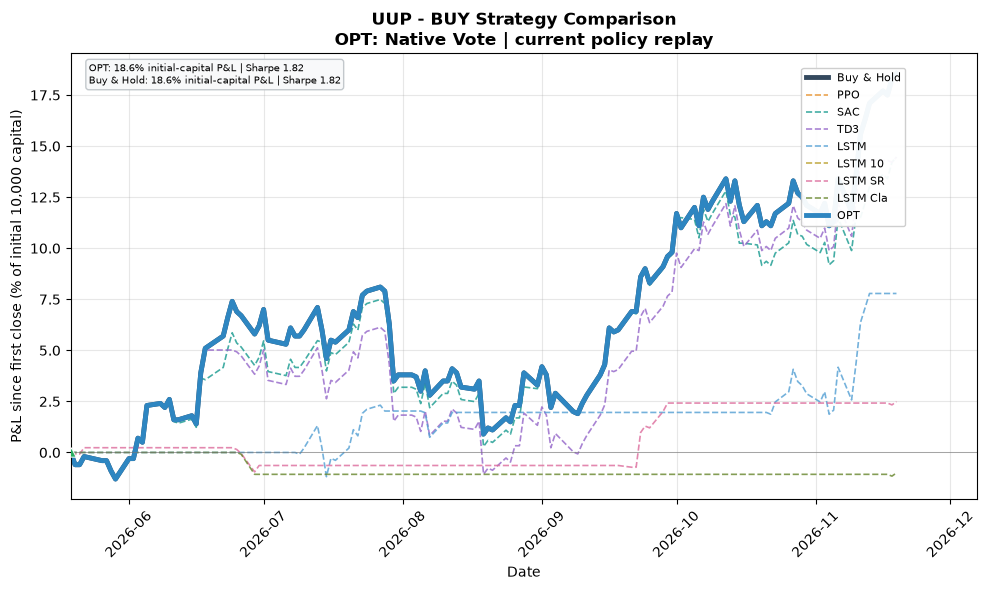 UUP - BUY Strategy Comparison
OPT: Native Vote | current policy replay
OPT: 18.6% initial-capital P&L | Sharpe 1.82
Buy & Hold: 18.6% initial-capital P&L | Sharpe 1.82
Buy & Hold
PPO
SAC
TD3
LSTM
LSTM 10
LSTM SR
LSTM Cla
OPT
P&L since first close (% of initial 10,000 capital)
17.5
15.0
12.5
10.0
7.5
5.0
2.5
0.0
2026-06
2026-07
2026-08
2026-09
2026-10
2026-11
2026-12
Date